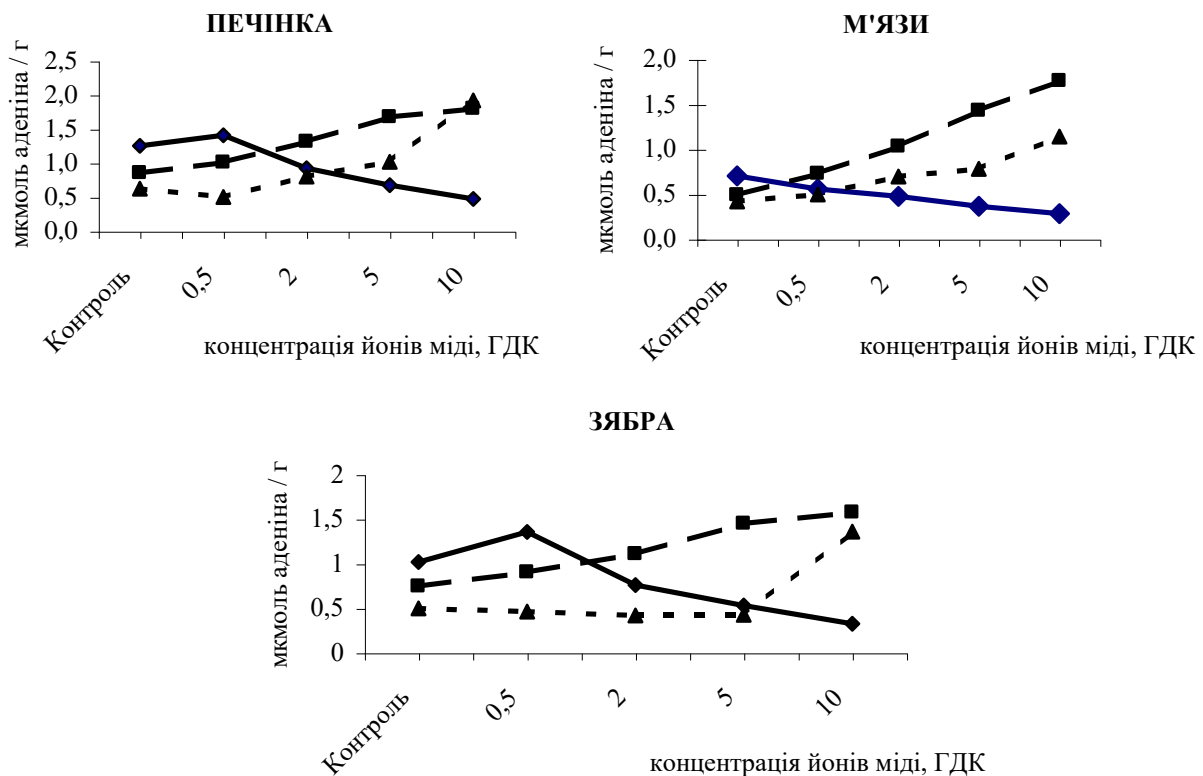 ПЕЧІНКА
мкмоль аденіна / г
2,5
2,0
1,5
1,0
0,5
0,0
Контроль
0,5
2
5
10
концентрація йонів міді, ГДК
М'ЯЗИ
мкмоль аденіна / г
2,0
1,5
1,0
0,5
0,0
Контроль
0,5
2
5
10
концентрація йонів міді, ГДК
ЗЯБРА
мкмоль аденіна / г
2
1,5
1
0,5
0
Контроль
0,5
2
5
10
концентрація йонів міді, ГДК